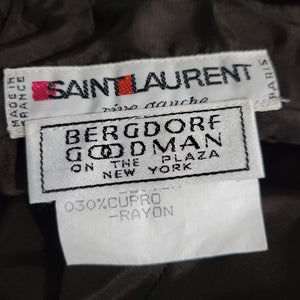 SAINT LAURENT
rive gauche
MADE IN
FRANCE
PARIS
BERGDORF
GOODMAN
ON THE PLAZA
NEW YORK
030%CUPRO
-RAYON